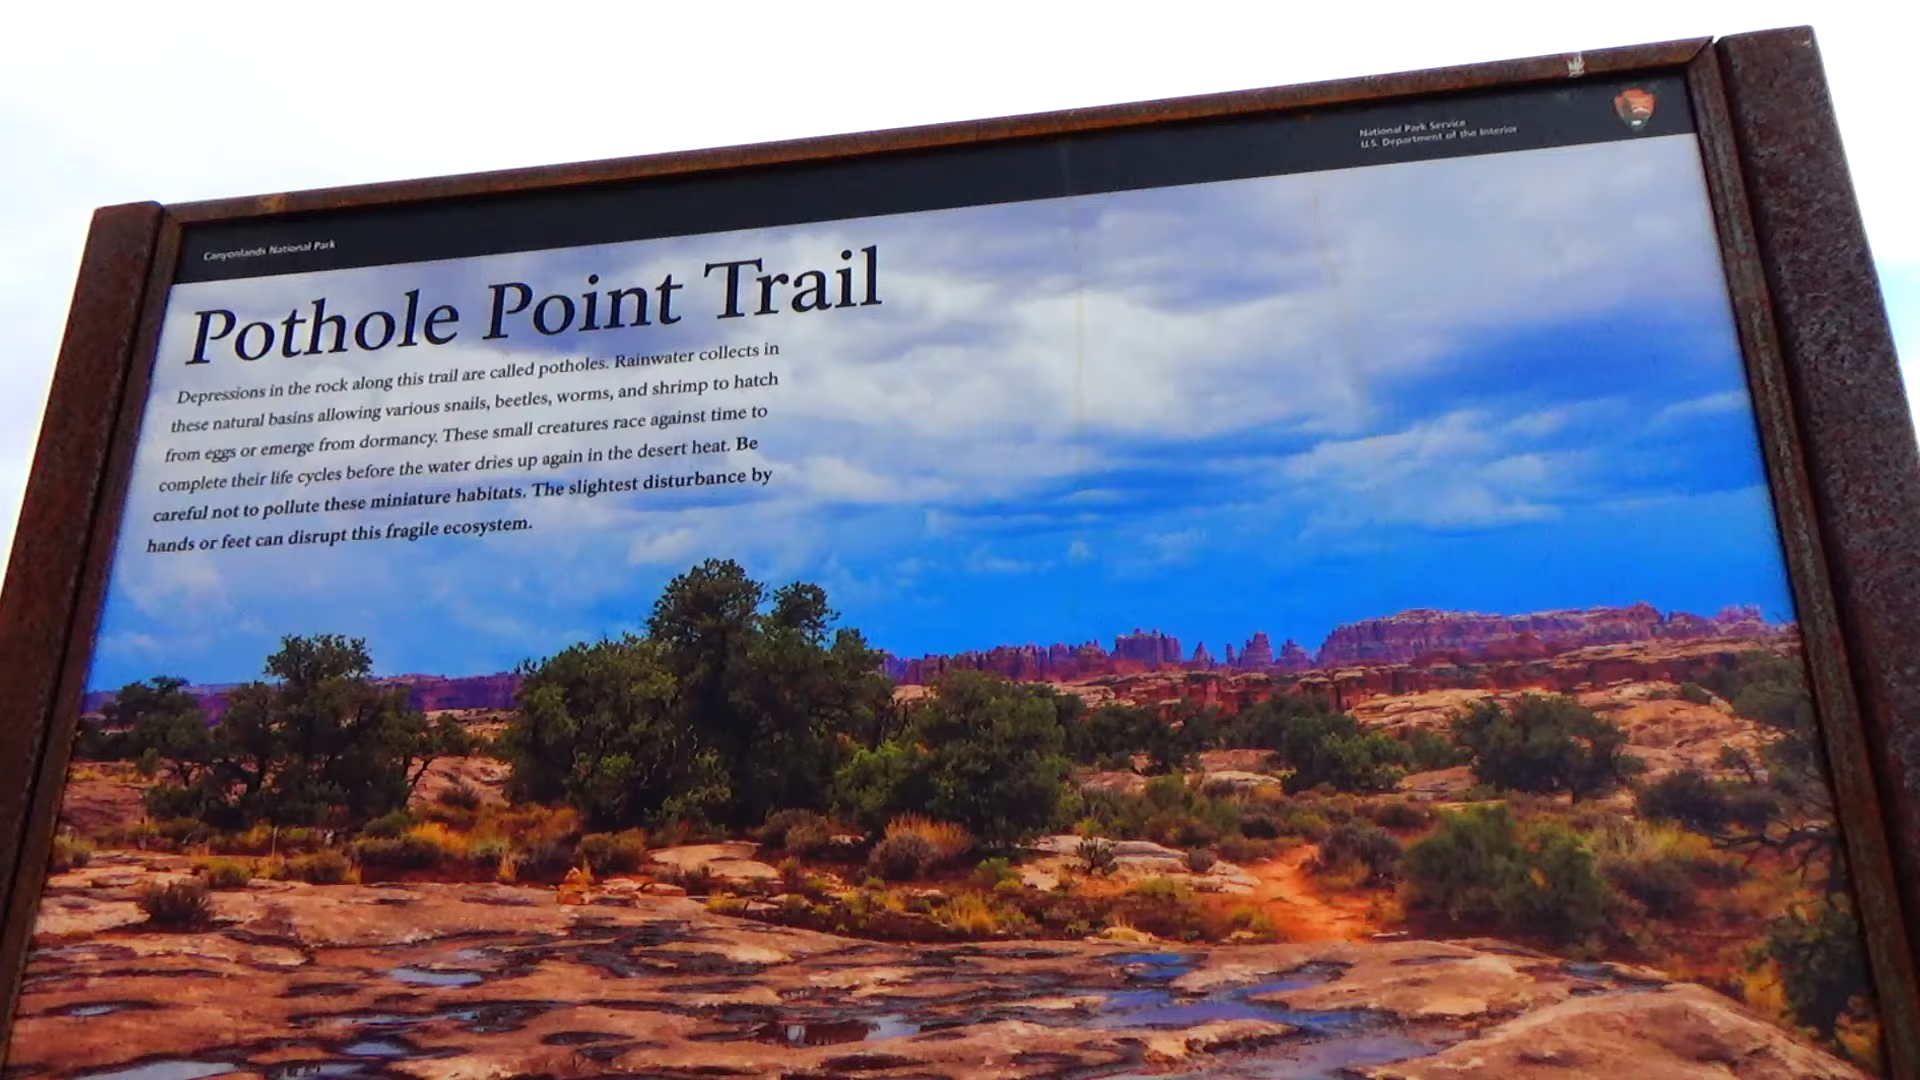 National Park Service
U.S. Department of the Interior
Canyonlands National Park
Pothole Point Trail
Depressions in the rock along this trail are called potholes. Rainwater collects in
these natural basins allowing various snails, beetles, worms, and shrimp to hatch
from eggs or emerge from dormancy. These small creatures race against time to
complete their life cycles before the water dries up again in the desert heat. Be
careful not to pollute these miniature habitats. The slightest disturbance by
hands or feet can disrupt this fragile ecosystem.